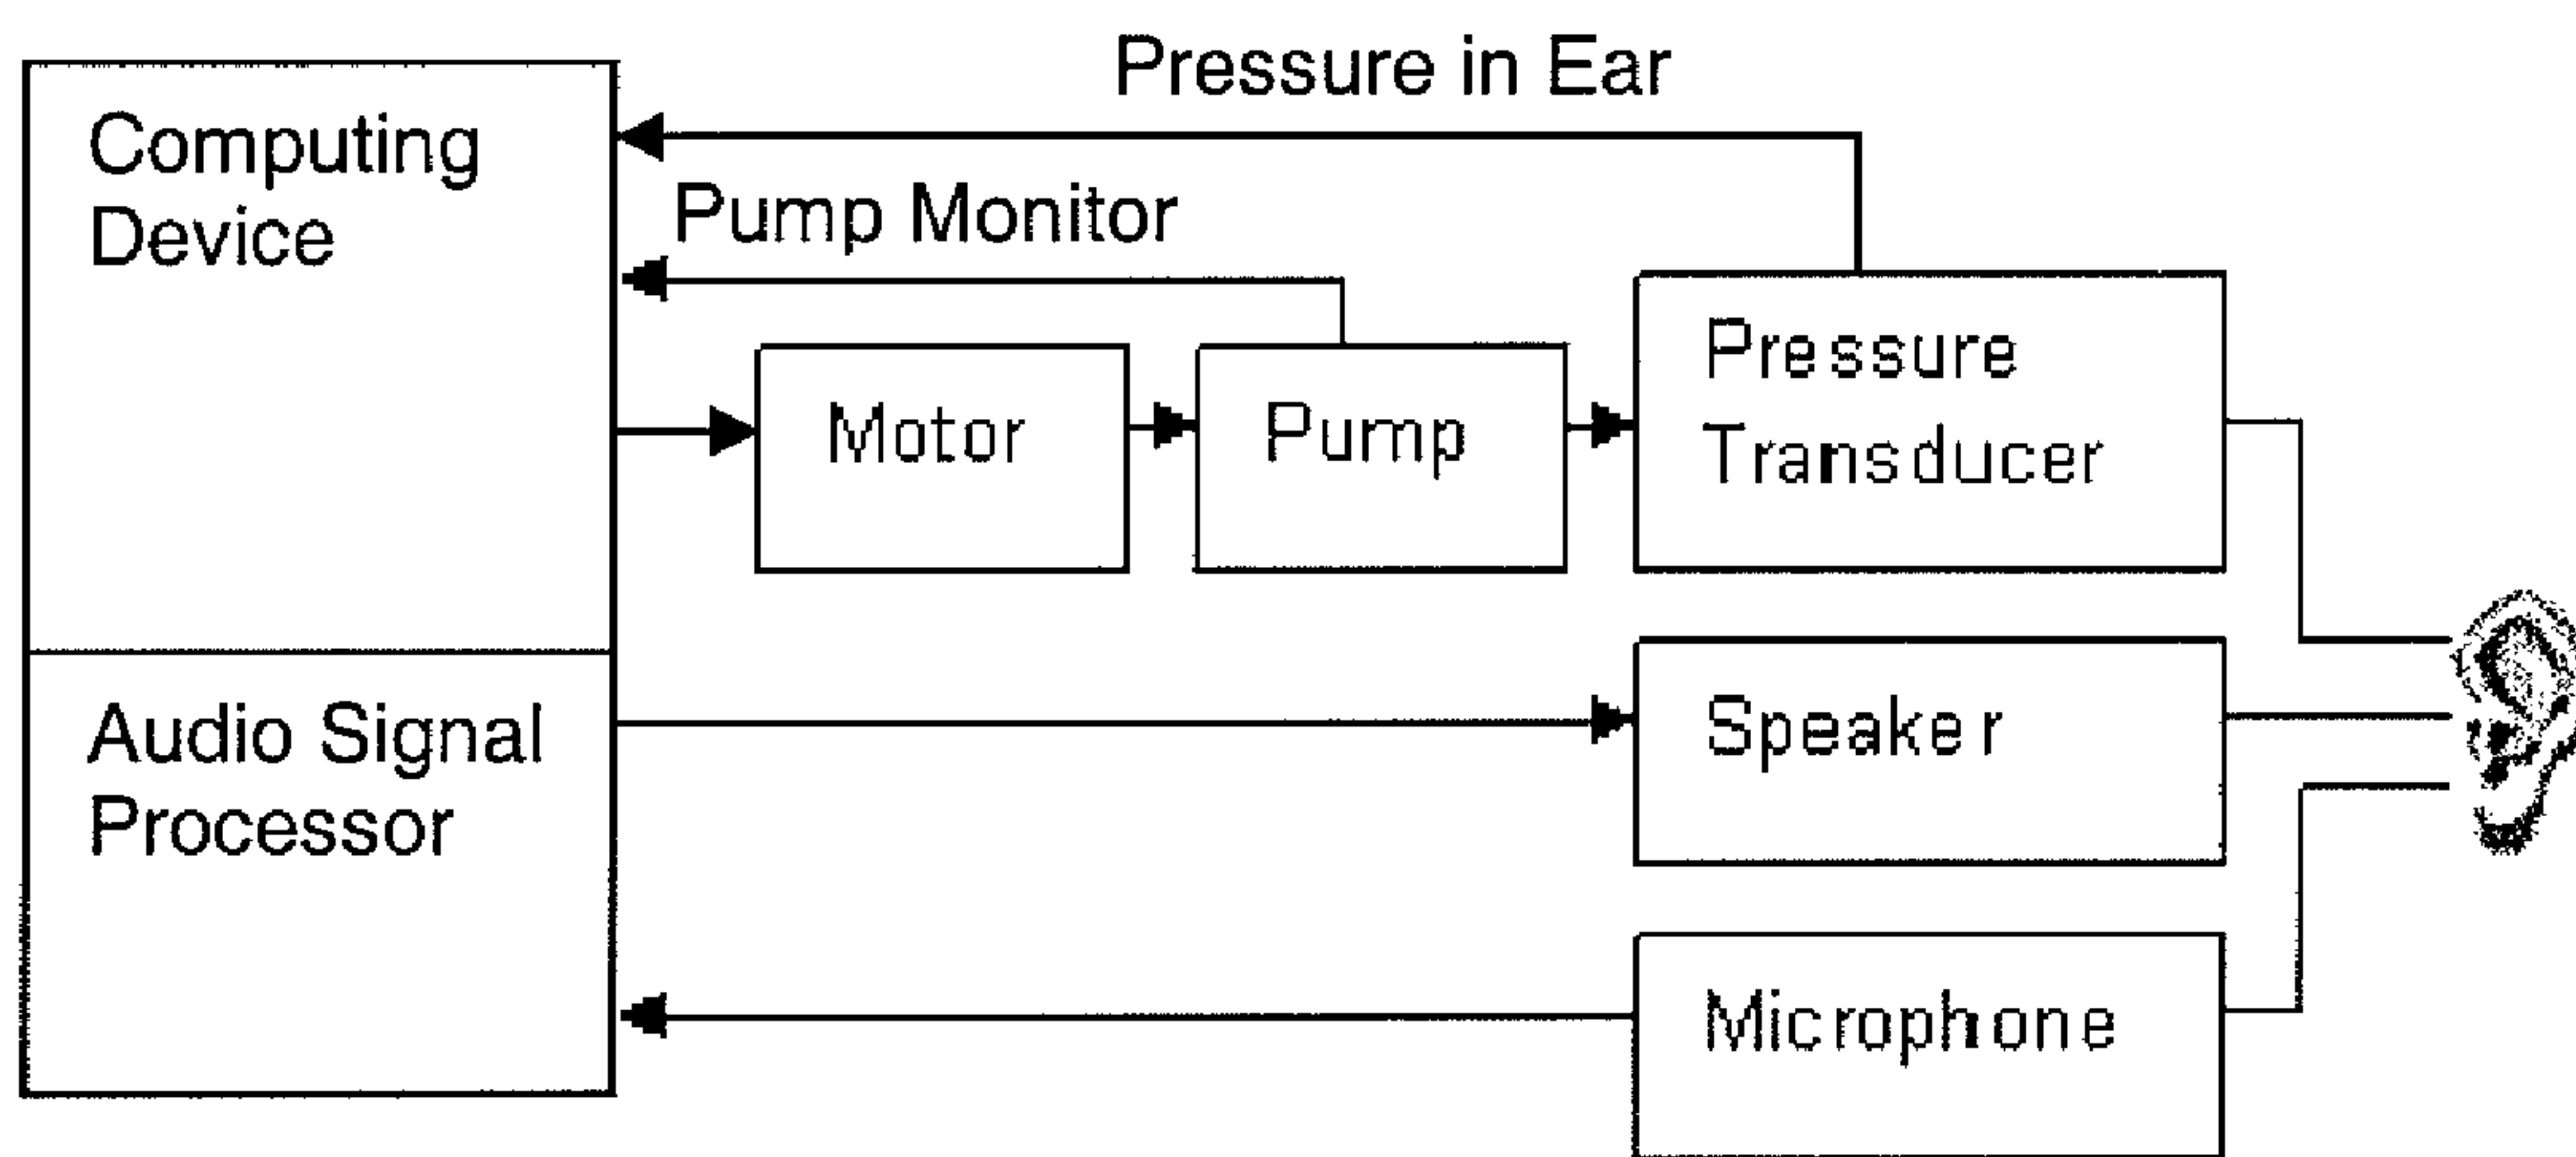 Pressure in Ear
Computing
Device
Pump Monitor
Motor
Pump
Pressure
Transducer
Audio Signal
Processor
Speaker
Microphone